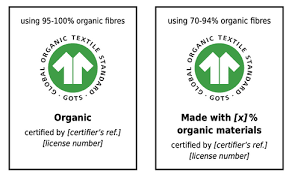 using 95-100% organic fibres
GLOBAL ORGANIC TEXTILE STANDARD
· GOTS ·
Organic
certified by [certifier's ref.]
[license number]
using 70-94% organic fibres
GLOBAL ORGANIC TEXTILE STANDARD
· GOTS ·
Made with [x]%
organic materials
certified by [certifier's ref.]
[license number]